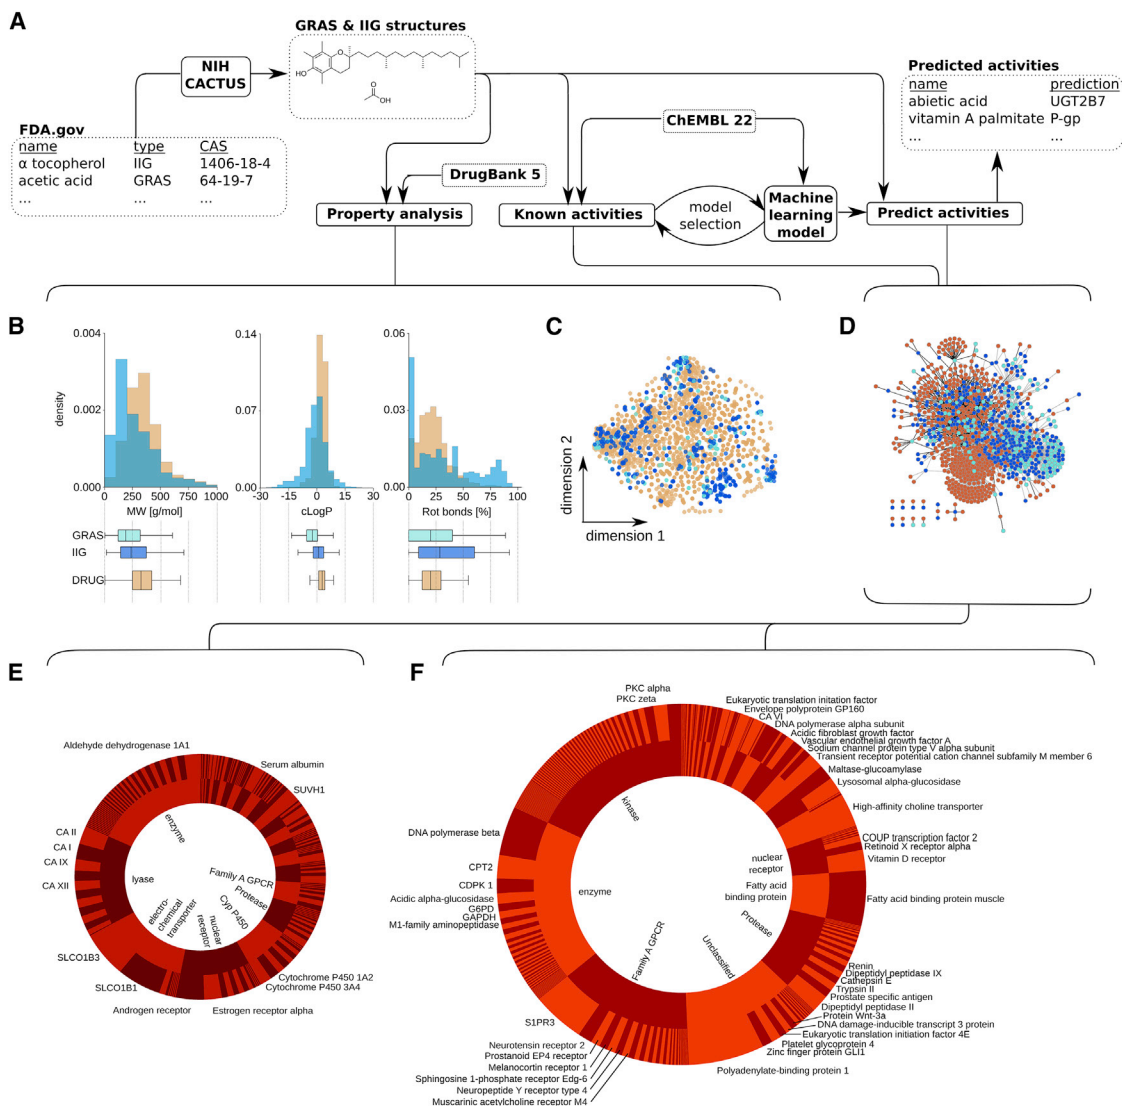 A
GRAS & IIG structures
HO
O
O
OH
NIH
CACTUS
FDA.gov
name type CAS
α tocopherol IIG 1406-18-4
acetic acid GRAS 64-19-7
... ... ...
ChEMBL 22
DrugBank 5
Property analysis
Known activities
model
selection
Machine
learning
model
Predict activities
Predicted activities
name prediction
abietic acid UGT2B7
vitamin A palmitate P-gp
... ...
B
density
0.004
0.002
0.000
0 250 500 750 1000
MW [g/mol]
0.14
0.07
0.00
-30 -15 0 15 30
cLogP
0.06
0.03
0.00
0 25 50 75 100
Rot bonds [%]
GRAS
IIG
DRUG
C
dimension 2
dimension 1
D
E
Aldehyde dehydrogenase 1A1
Serum albumin
SUVH1
CA II
CA I
CA IX
CA XII
SLCO1B3
SLCO1B1
Androgen receptor
Estrogen receptor alpha
Cytochrome P450 1A2
Cytochrome P450 3A4
enzyme
lyase
electro-
chemical
transporter
nuclear
receptor
Cyp P450
Protease
Family A GPCR
F
PKC alpha
PKC zeta
Eukaryotic translation initation factor
Envelope polyprotein GP160
CA VI
DNA polymerase alpha subunit
Acidic fibroblast growth factor
Vascular endothelial growth factor A
Sodium channel protein type V alpha subunit
Transient receptor potential cation channel subfamily M member 6
Maltase-glucoamylase
Lysosomal alpha-glucosidase
High-affinity choline transporter
COUP transcription factor 2
Retinoid X receptor alpha
Vitamin D receptor
Fatty acid binding protein muscle
Renin
Dipeptidyl peptidase IX
Cathepsin E
Trypsin II
Prostate specific antigen
Dipeptidyl peptidase II
Protein Wnt-3a
DNA damage-inducible transcript 3 protein
Eukaryotic translation initiation factor 4E
Platelet glycoprotein 4
Zinc finger protein GLI1
Polyadenylate-binding protein 1
DNA polymerase beta
CPT2
CDPK 1
Acidic alpha-glucosidase
G6PD
GAPDH
M1-family aminopeptidase
S1PR3
Neurotensin receptor 2
Prostanoid EP4 receptor
Melanocortin receptor 1
Sphingosine 1-phosphate receptor Edg-6
Neuropeptide Y receptor type 4
Muscarinic acetylcholine receptor M4
kinase
enzyme
Family A GPCR
Unclassified
Protease
Fatty acid
binding protein
nuclear
receptor